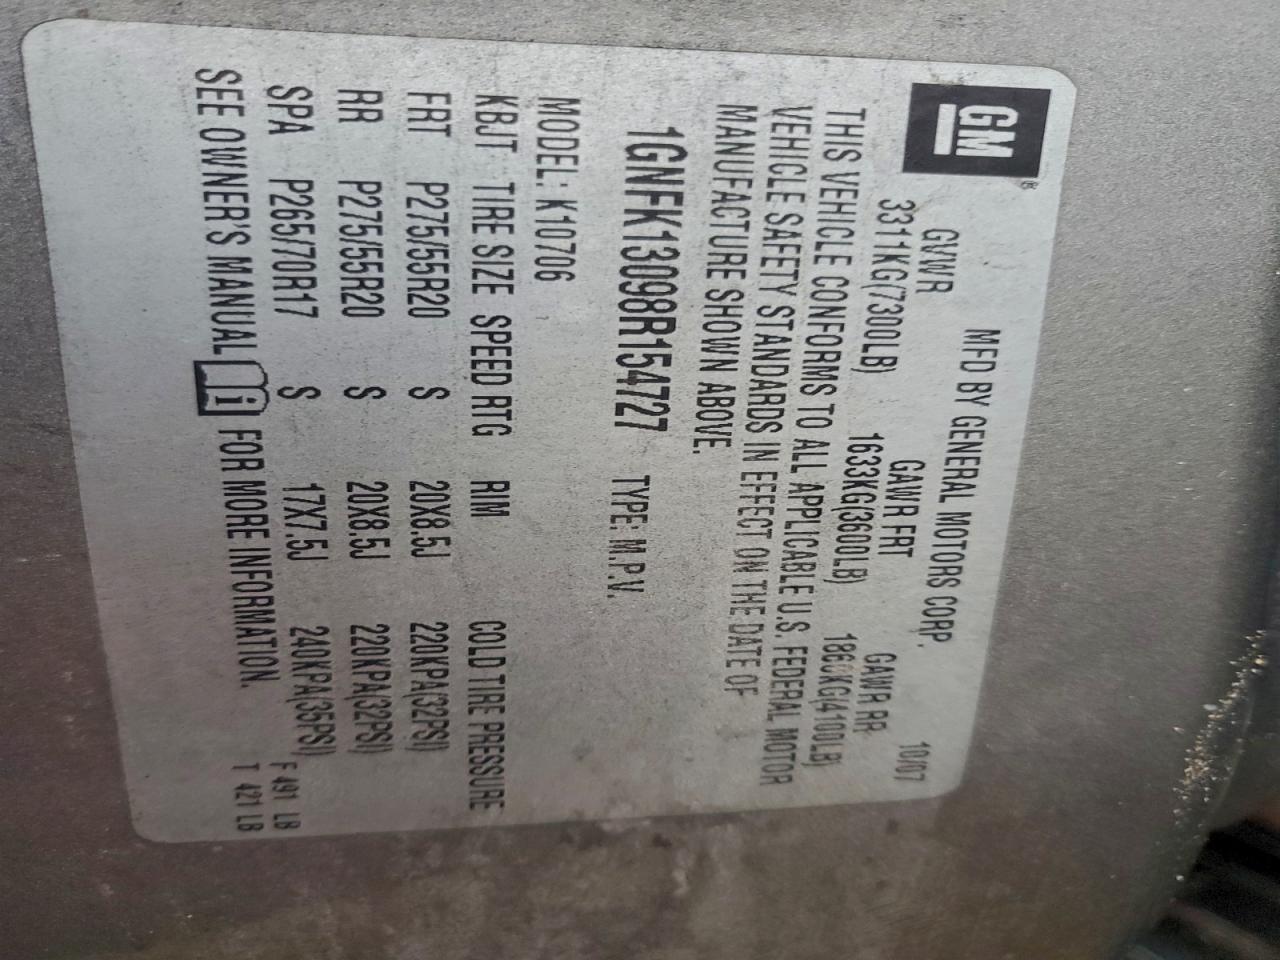 GM
MFD BY GENERAL MOTORS CORP. 10/07
GVWR GAWR FRT GAWR RR
3311KG(7300LB) 1633KG(3600LB) 1860KG(4100LB)
THIS VEHICLE CONFORMS TO ALL APPLICABLE U.S. FEDERAL MOTOR
VEHICLE SAFETY STANDARDS IN EFFECT ON THE DATE OF
MANUFACTURE SHOWN ABOVE.
1GNFK13098R154727 TYPE: M.P.V.
MODEL: K10706
KBJT TIRE SIZE SPEED RTG RIM COLD TIRE PRESSURE
FRT P275/55R20 S 20X8.5J 220KPA(32PSI)
RR P275/55R20 S 20X8.5J 220KPA(32PSI)
SPA P265/70R17 S 17X7.5J 240KPA(35PSI)
SEE OWNER'S MANUAL i FOR MORE INFORMATION.
F 491 LB
T 421 LB